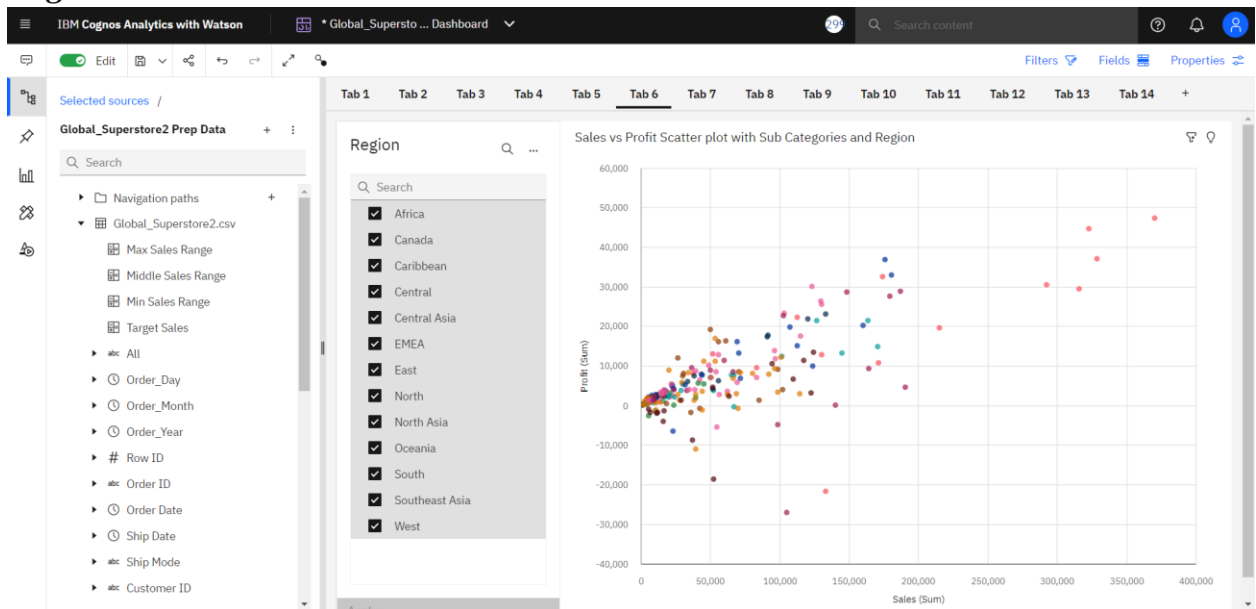 IBM Cognos Analytics with Watson
* Global_Supersto ... Dashboard
Search content
Edit
Filters
Fields
Properties
Selected sources /
Global_Superstore2 Prep Data
Search
Navigation paths
Global_Superstore2.csv
Max Sales Range
Middle Sales Range
Min Sales Range
Target Sales
abc All
Order_Day
Order_Month
Order_Year
# Row ID
abc Order ID
Order Date
Ship Date
abc Ship Mode
abc Customer ID
Tab 1 Tab 2 Tab 3 Tab 4 Tab 5 Tab 6 Tab 7 Tab 8 Tab 9 Tab 10 Tab 11 Tab 12 Tab 13 Tab 14 +
Region
Search
Africa
Canada
Caribbean
Central
Central Asia
EMEA
East
North
North Asia
Oceania
South
Southeast Asia
West
Sales vs Profit Scatter plot with Sub Categories and Region
Profit (Sum)
60,000
50,000
40,000
30,000
20,000
10,000
0
-10,000
-20,000
-30,000
-40,000
0 50,000 100,000 150,000 200,000 250,000 300,000 350,000 400,000
Sales (Sum)